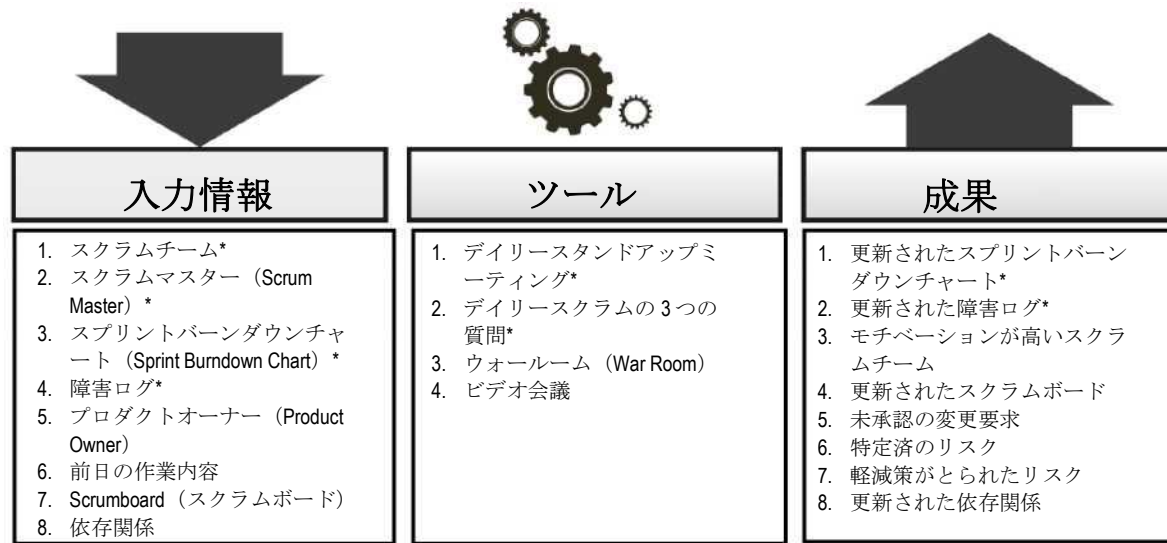 入力情報
1. スクラムチーム*
2. スクラムマスター（Scrum
Master）*
3. スプリントバーンダウンチャ
ート（Sprint Burndown Chart）*
4. 障害ログ*
5. プロダクトオーナー（Product
Owner）
6. 前日の作業内容
7. Scrumboard（スクラムボード）
8. 依存関係
ツール
1. デイリースタンドアップミ
ーティング*
2. デイリースクラムの 3 つの
質問*
3. ウォールーム（War Room）
4. ビデオ会議
成果
1. 更新されたスプリントバーン
ダウンチャート*
2. 更新された障害ログ*
3. モチベーションが高いスクラ
ムチーム
4. 更新されたスクラムボード
5. 未承認の変更要求
6. 特定済のリスク
7. 軽減策がとられたリスク
8. 更新された依存関係